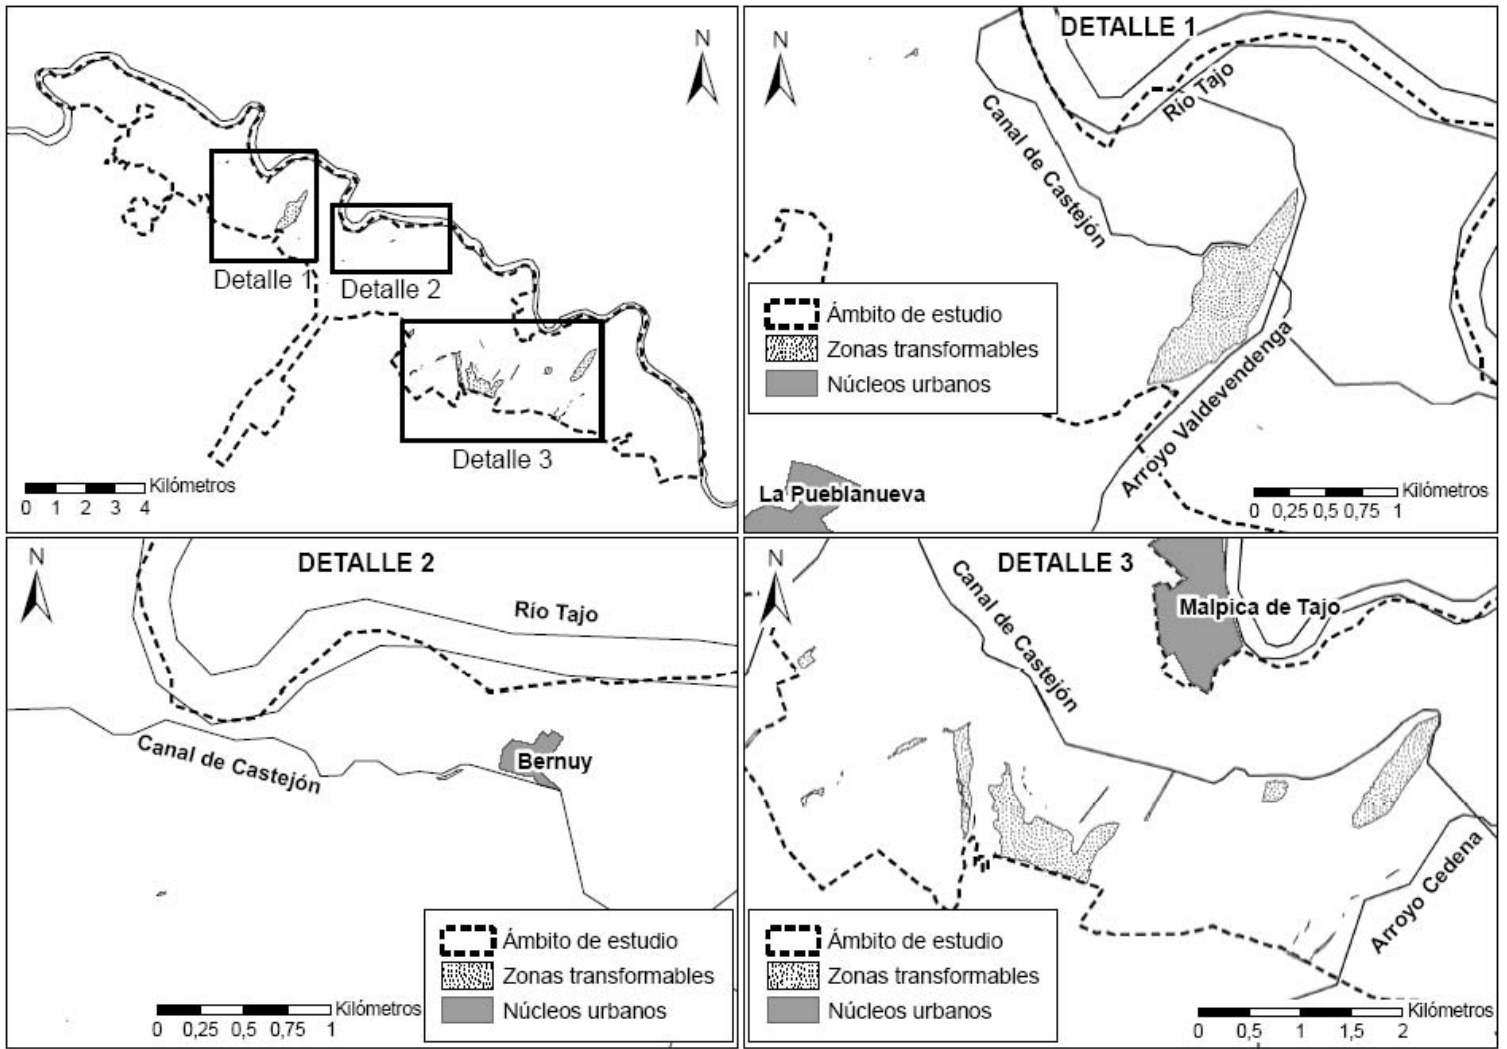 N
Detalle 1
Detalle 2
Detalle 3
Kilómetros
0 1 2 3 4
DETALLE 1
N
Río Tajo
Canal de Castejón
Arroyo Valdevendenga
La Pueblanueva
Ámbito de estudio
Zonas transformables
Núcleos urbanos
Kilómetros
0 0,25 0,5 0,75 1
DETALLE 2
N
Río Tajo
Canal de Castejón
Bernuy
Ámbito de estudio
Zonas transformables
Núcleos urbanos
Kilómetros
0 0,25 0,5 0,75 1
DETALLE 3
N
Canal de Castejón
Malpica de Tajo
Arroyo Cedena
Ámbito de estudio
Zonas transformables
Núcleos urbanos
Kilómetros
0 0,5 1 1,5 2